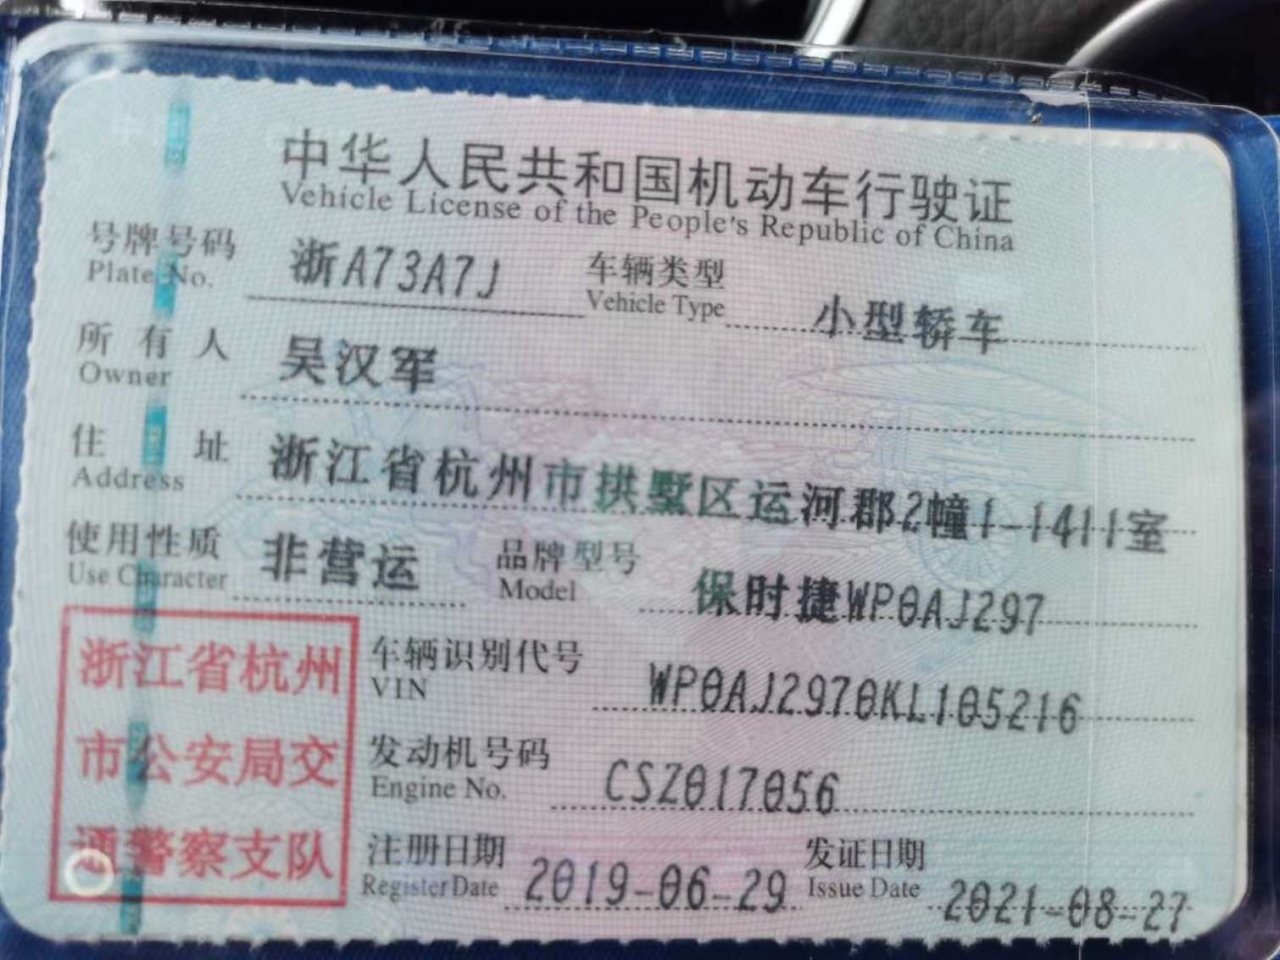 中华人民共和国机动车行驶证
Vehicle License of the People's Republic of China
号牌号码 浙A73A7J 车辆类型 小型轿车
Plate No. Vehicle Type
所有人 吴汉军
Owner
住址 浙江省杭州市拱墅区运河郡2幢1-1411室
Address
使用性质 非营运 品牌型号 保时捷WP0AJ297
Use Character Model
浙江省杭州
市公安局交
通警察支队
车辆识别代号 WP0AJ2970KL105216
VIN
发动机号码 CSZ017056
Engine No.
注册日期 2019-06-29 发证日期 2021-08-27
Register Date Issue Date